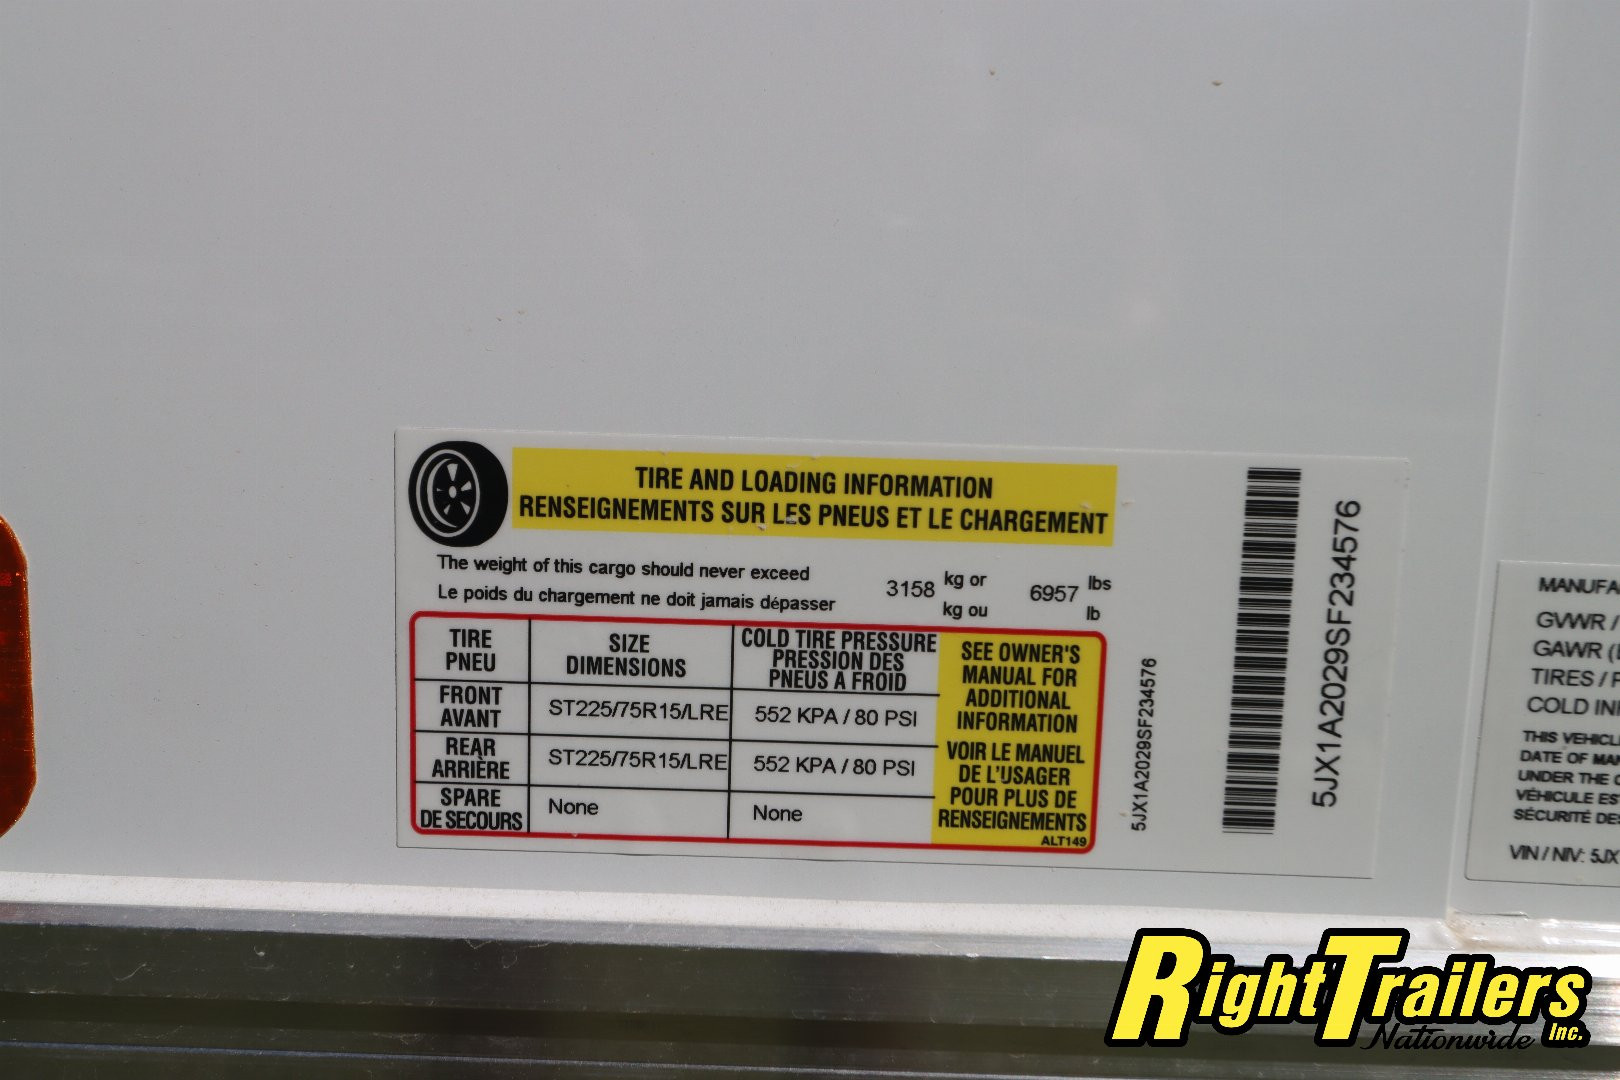 TIRE AND LOADING INFORMATION
RENSEIGNEMENTS SUR LES PNEUS ET LE CHARGEMENT
The weight of this cargo should never exceed 3158 kg or 6957 lbs
Le poids du chargement ne doit jamais dépasser kg ou lb
TIRE
PNEU
SIZE
DIMENSIONS
COLD TIRE PRESSURE
PRESSION DES
PNEUS A FROID
FRONT
AVANT
ST225/75R15/LRE
552 KPA / 80 PSI
REAR
ARRIÈRE
ST225/75R15/LRE
552 KPA / 80 PSI
SPARE
DE SECOURS
None
None
SEE OWNER'S
MANUAL FOR
ADDITIONAL
INFORMATION
VOIR LE MANUEL
DE L'USAGER
POUR PLUS DE
RENSEIGNEMENTS
ALT149
5JX1A2029SF234576
5JX1A2029SF234576
GVWR /
GAWR
TIRES /
COLD
THIS
DATE OF
UNDER THE
VÉHICULE
SÉCURITÉ
VIN / NIV: 5JX
RightTrailers
Nationwide Inc.